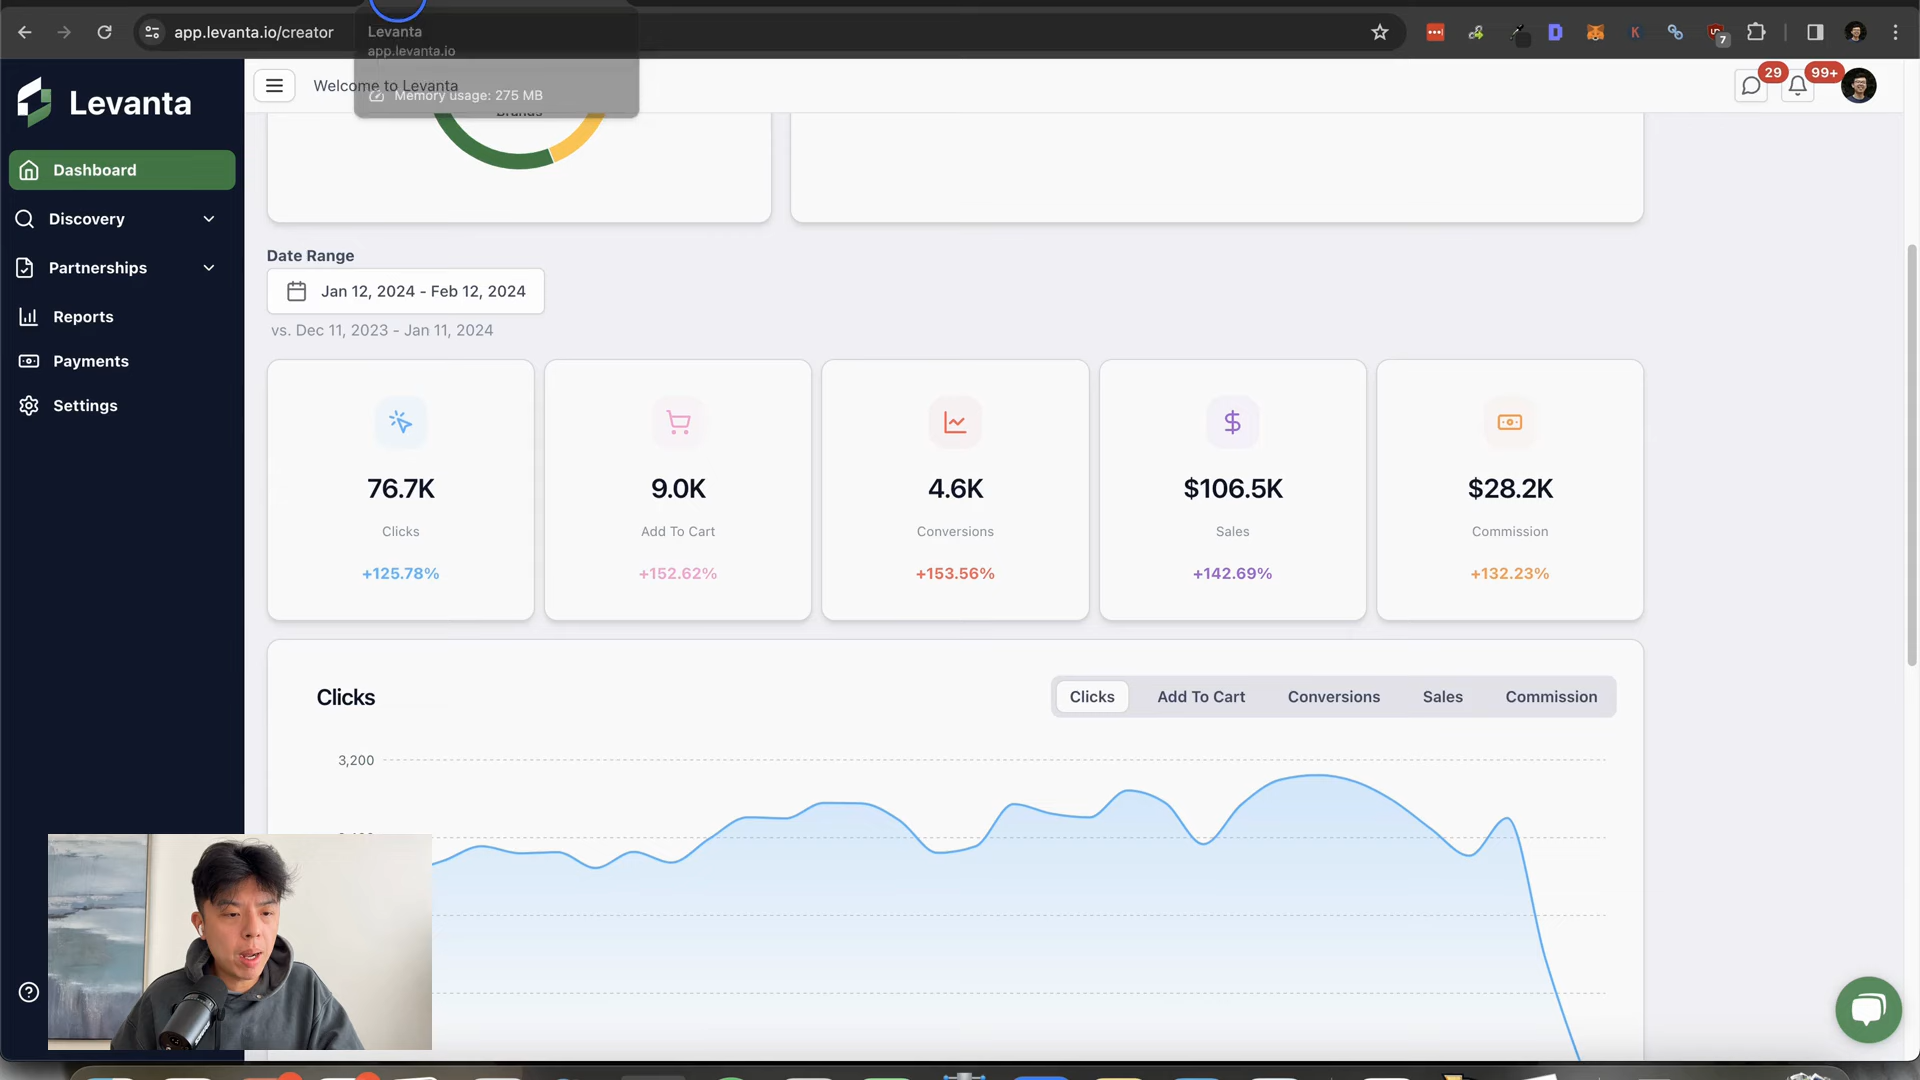 app.levanta.io/creator
Levanta
app.levanta.io
Memory usage: 275 MB
7
Levanta
Welcome to Levanta
29
99+
Brands
Dashboard
Discovery
Partnerships
Reports
Payments
Settings
Date Range
Jan 12, 2024 - Feb 12, 2024
vs. Dec 11, 2023 - Jan 11, 2024
76.7K
Clicks
+125.78%
9.0K
Add To Cart
+152.62%
4.6K
Conversions
+153.56%
$106.5K
Sales
+142.69%
$28.2K
Commission
+132.23%
Clicks
Clicks
Add To Cart
Conversions
Sales
Commission
3,200